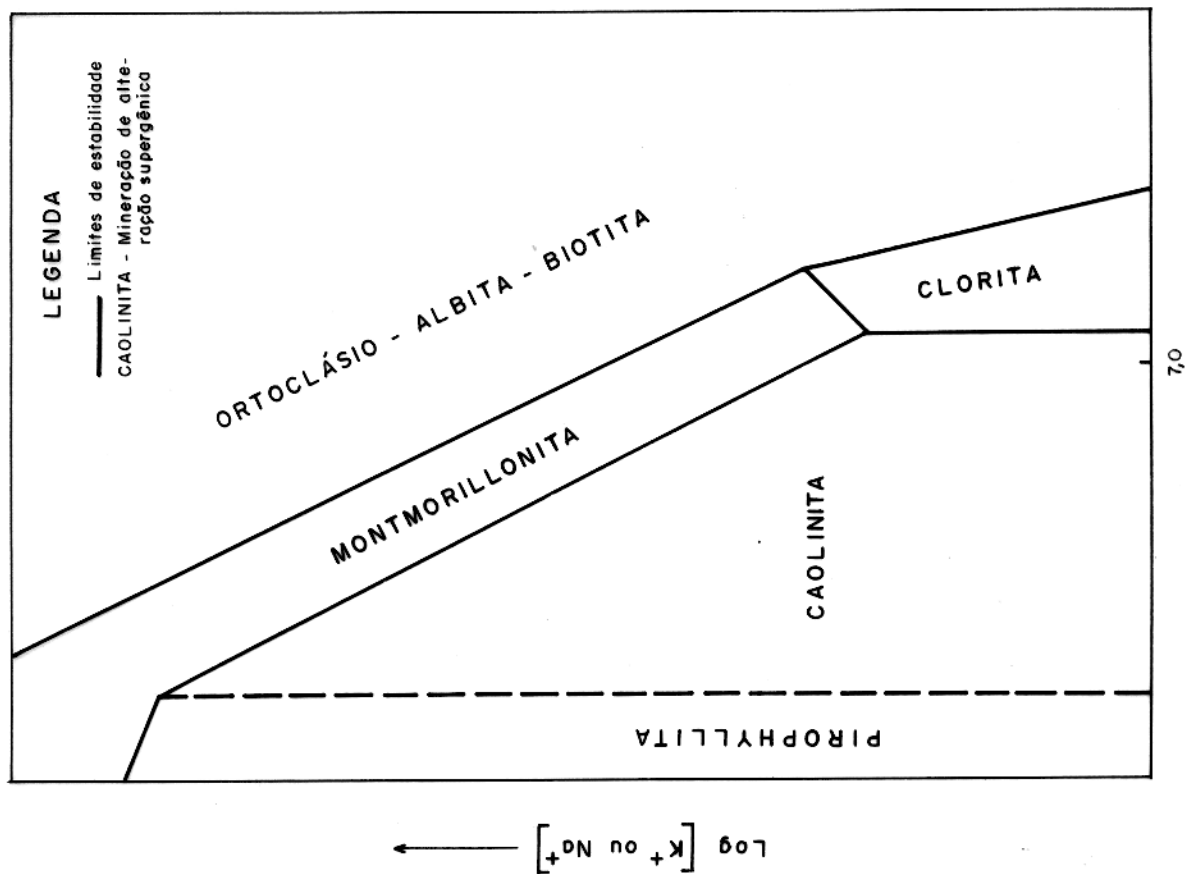 LEGENDA
Limites de estabilidade
CAOLINITA - Mineração de alte-
ração supergênica
ORTOCLÁSIO - ALBITA - BIOTITA
MONTMORILLONITA
CLORITA
CAOLINITA
PIROPHYLLITA
7,0
Log [K+ ou Na+]